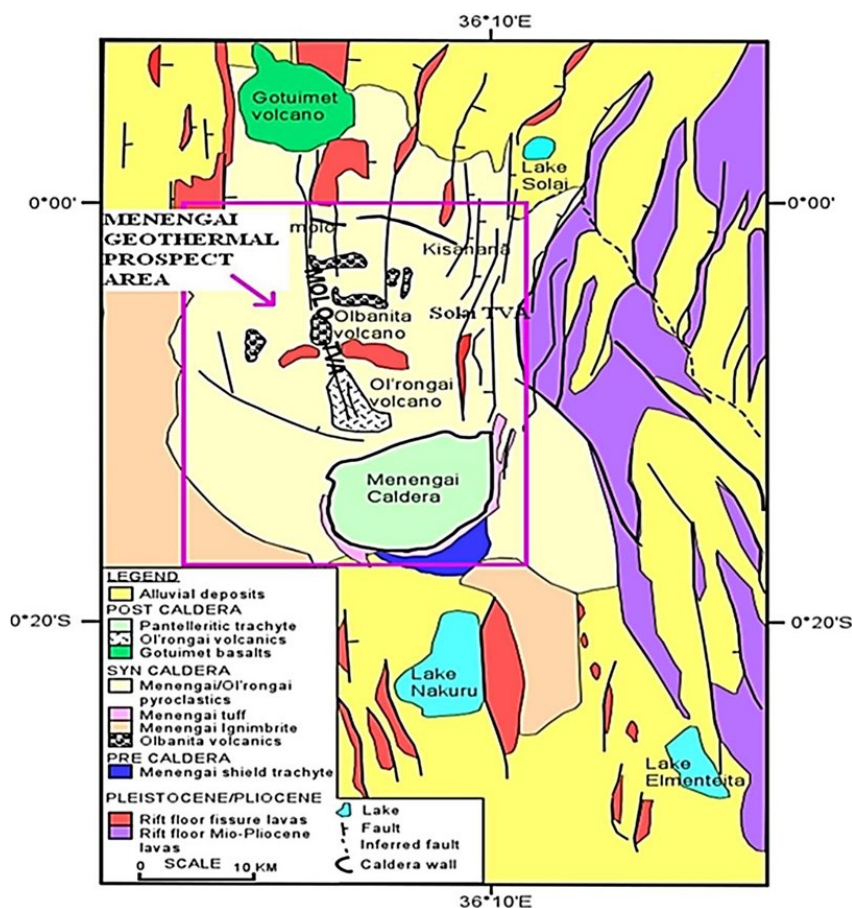 36°10'E
Gotuimet
volcano
Lake
Solai
0°00'
0°00'
MENENGAI
GEOTHERMAL
PROSPECT
AREA
Kisanana
MOLO TVA
Solai TVA
Olbanita
volcano
Ol'rongai
volcano
Menengai
Caldera
LEGEND
Alluvial deposits
POST CALDERA
Pantelleritic trachyte
Ol'rongai volcanics
Gotuimet basalts
SYN CALDERA
Menengai/Ol'rongai
pyroclastics
Menengai tuff
Menengai Ignimbrite
Olbanita volcanics
PRE CALDERA
Menengai shield trachyte
PLEISTOCENE/PLIOCENE
Rift floor fissure lavas
Rift floor Mio-Pliocene
lavas
SCALE
0 10 KM
Lake
Fault
Inferred fault
Caldera wall
0°20'S
0°20'S
Lake
Nakuru
Lake
Elmenteita
36°10'E